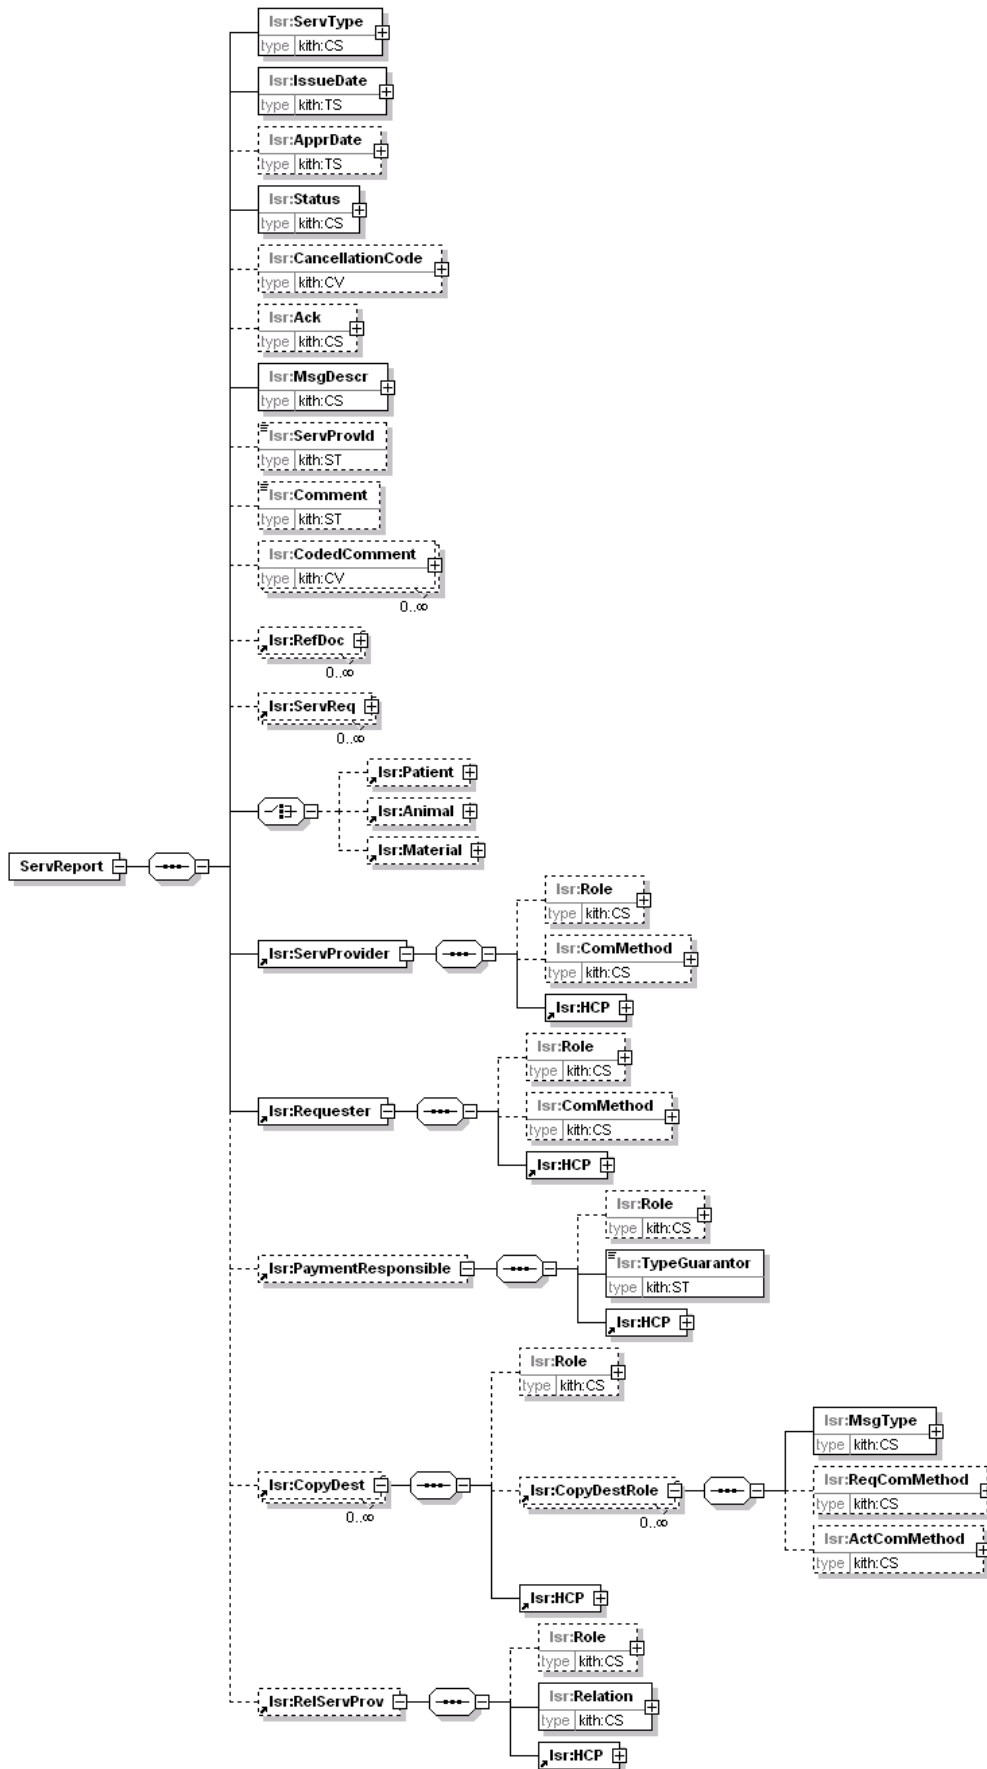 lsr:ServType
type kith:CS
lsr:IssueDate
type kith:TS
lsr:ApprDate
type kith:TS
lsr:Status
type kith:CS
lsr:CancellationCode
type kith:CV
lsr:Ack
type kith:CS
lsr:MsgDescr
type kith:CS
lsr:ServProvId
type kith:ST
lsr:Comment
type kith:ST
lsr:CodedComment
type kith:CV
0..∞
lsr:RefDoc
0..∞
lsr:ServReq
0..∞
lsr:Patient
lsr:Animal
lsr:Material
ServReport
lsr:ServProvider
lsr:Role
type kith:CS
lsr:ComMethod
type kith:CS
lsr:HCP
lsr:Requester
lsr:Role
type kith:CS
lsr:ComMethod
type kith:CS
lsr:HCP
lsr:PaymentResponsible
lsr:Role
type kith:CS
lsr:TypeGuarantor
type kith:ST
lsr:HCP
lsr:CopyDest
0..∞
lsr:Role
type kith:CS
lsr:CopyDestRole
0..∞
lsr:MsgType
type kith:CS
lsr:ReqComMethod
type kith:CS
lsr:ActComMethod
type kith:CS
lsr:HCP
lsr:RelServProv
lsr:Role
type kith:CS
lsr:Relation
type kith:CS
lsr:HCP